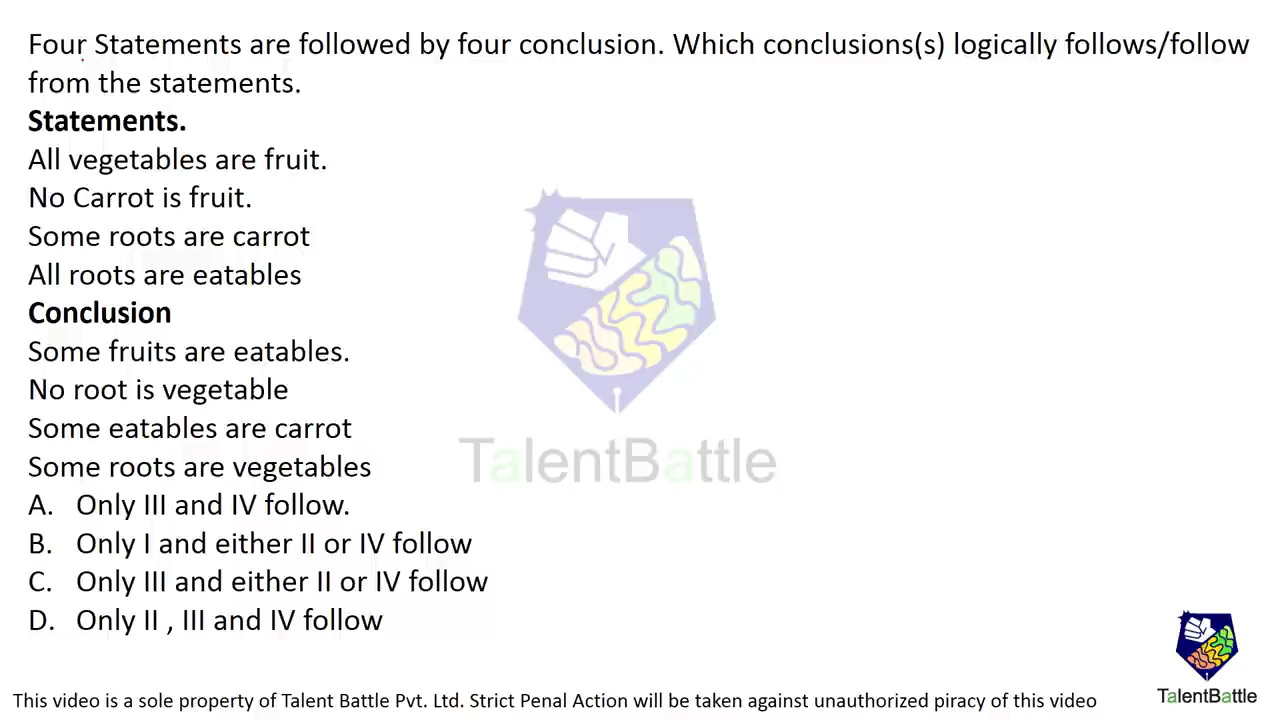 Four Statements are followed by four conclusion. Which conclusions(s) logically follows/follow
from the statements.
Statements.
All vegetables are fruit.
No Carrot is fruit.
Some roots are carrot
All roots are eatables
Conclusion
Some fruits are eatables.
No root is vegetable
Some eatables are carrot
Some roots are vegetables
TalentBattle
A. Only III and IV follow.
B. Only I and either II or IV follow
C. Only III and either II or IV follow
D. Only II , III and IV follow
TalentBattle
This video is a sole property of Talent Battle Pvt. Ltd. Strict Penal Action will be taken against unauthorized piracy of this video